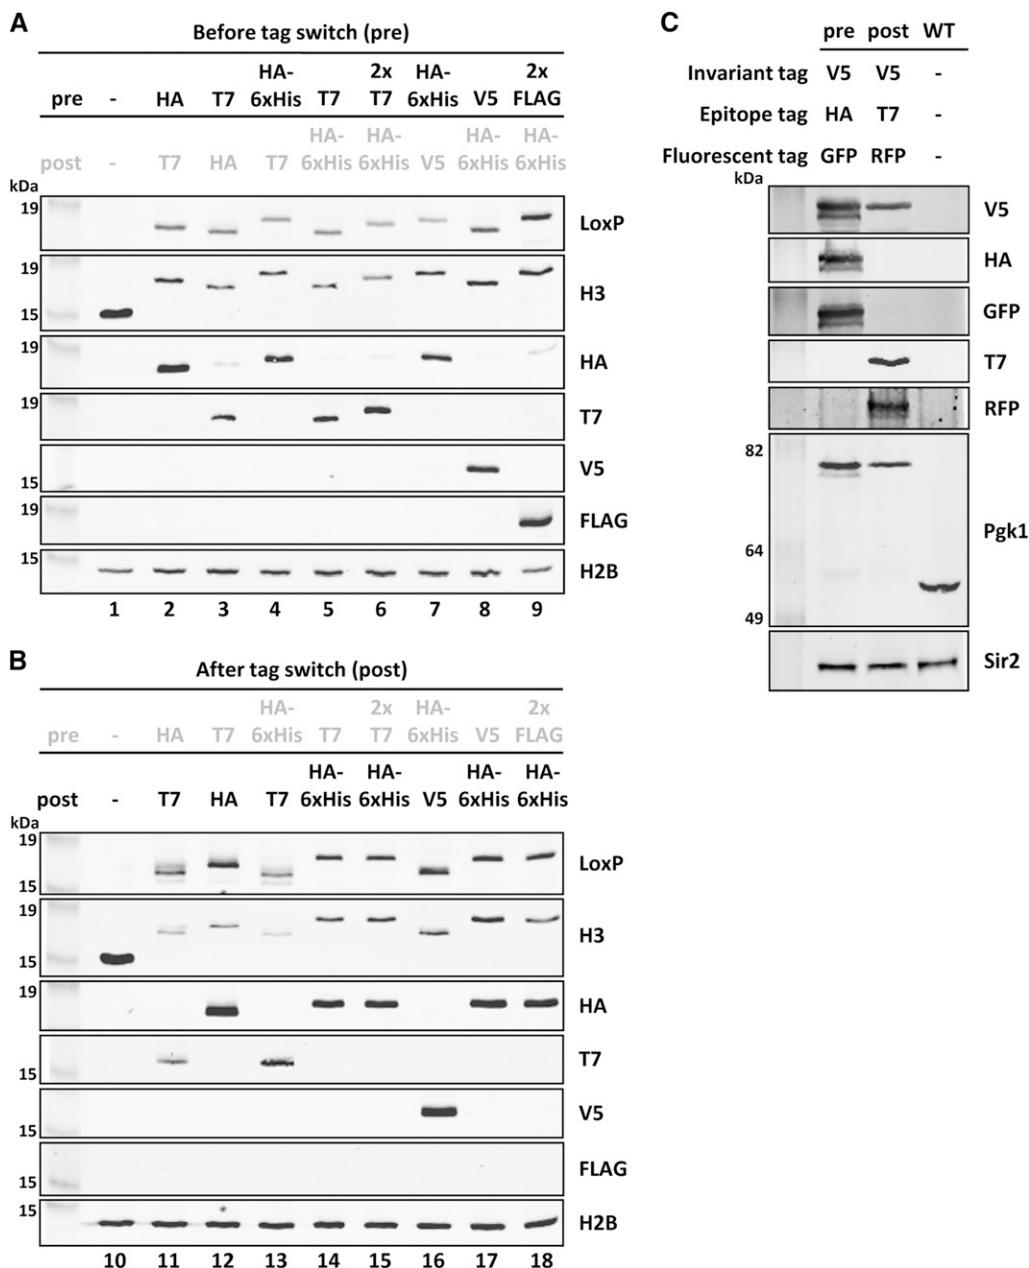 A
Before tag switch (pre)
HA- 2x HA- 2x
pre - HA T7 6xHis T7 T7 6xHis V5 FLAG
HA- HA- HA- HA-
post - T7 HA T7 6xHis 6xHis V5 6xHis 6xHis
kDa
19 LoxP
19
H3
15
19 HA
19 T7
V5
15
19 FLAG
15 H2B
1 2 3 4 5 6 7 8 9
B
After tag switch (post)
HA- 2x HA- 2x
pre - HA T7 6xHis T7 T7 6xHis V5 FLAG
HA- HA- HA- HA-
post - T7 HA T7 6xHis 6xHis V5 6xHis 6xHis
kDa
19
LoxP
15
19
H3
15
19 HA
T7
15
V5
15
FLAG
15
15 H2B
10 11 12 13 14 15 16 17 18
C
pre post WT
Invariant tag V5 V5 -
Epitope tag HA T7 -
Fluorescent tag GFP RFP -
kDa
V5
HA
GFP
T7
RFP
82
Pgk1
64
49
Sir2